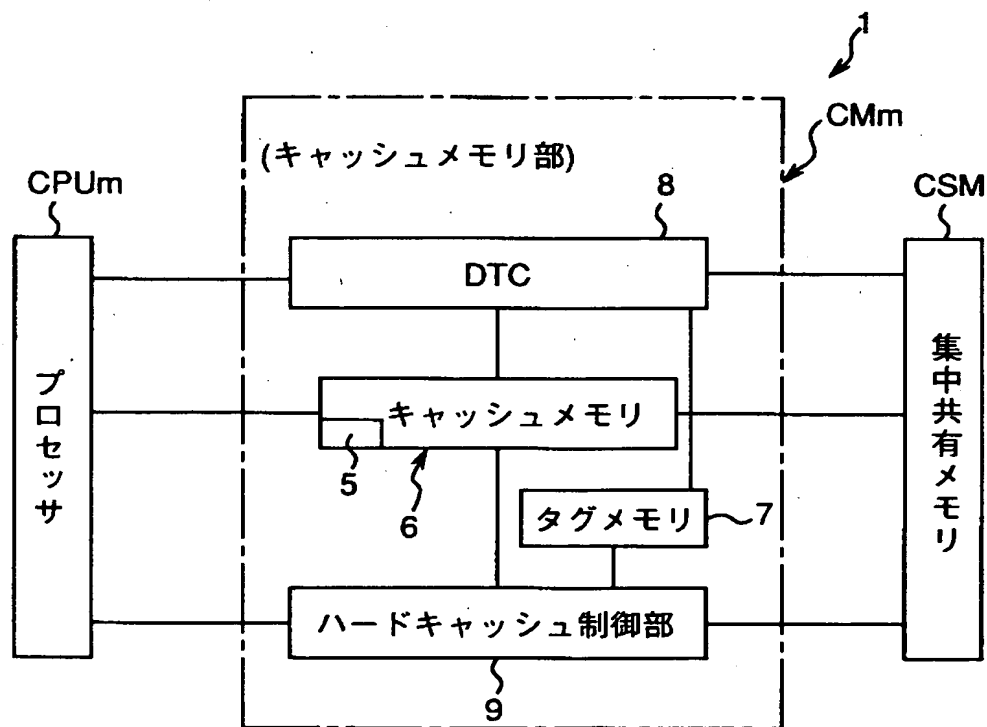 1
CMm
(キャッシュメモリ部)
CPUm
8
CSM
DTC
プロセッサ
キャッシュメモリ
集中共有メモリ
5
6
タグメモリ
7
ハードキャッシュ制御部
9